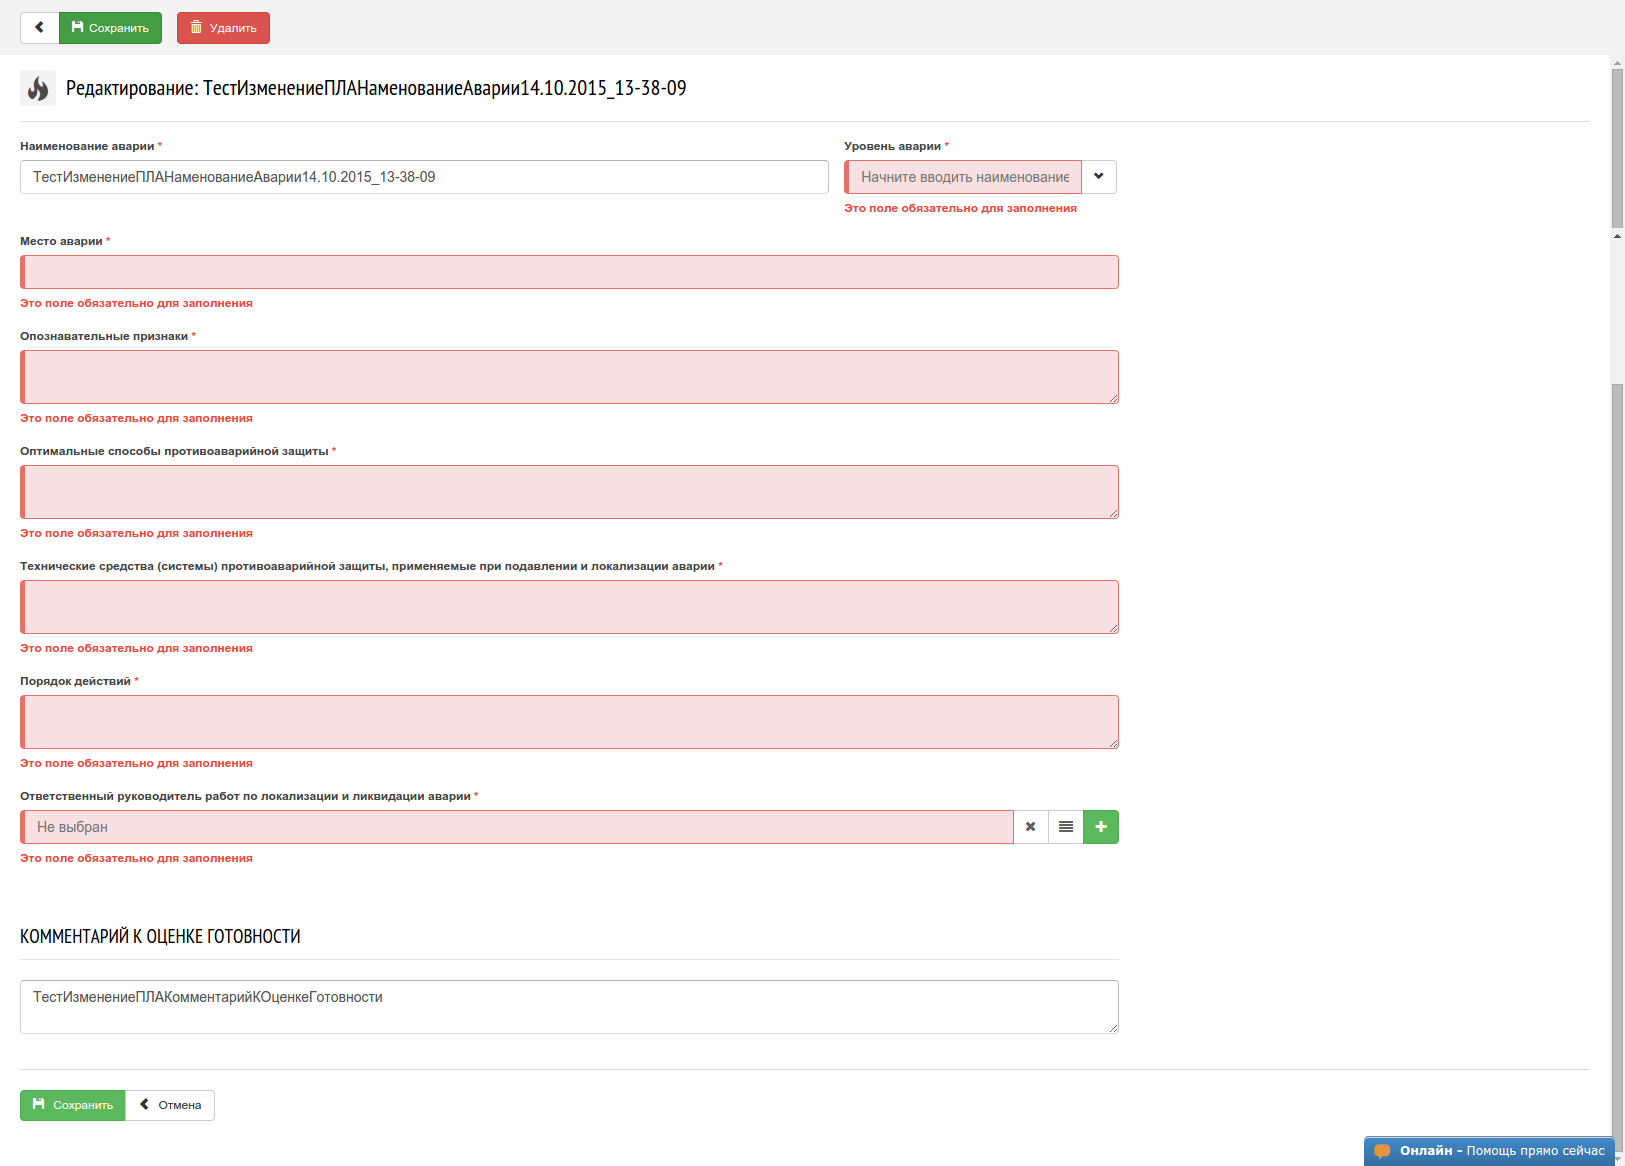 Сохранить
Удалить
Редактирование: ТестИзменениеПЛАНаменованиеАварии14.10.2015_13-38-09
Наименование аварии *
Уровень аварии *
ТестИзменениеПЛАНаменованиеАварии14.10.2015_13-38-09
Начните вводить наименование
Это поле обязательно для заполнения
Место аварии *
Это поле обязательно для заполнения
Опознавательные признаки *
Это поле обязательно для заполнения
Оптимальные способы противоаварийной защиты *
Это поле обязательно для заполнения
Технические средства (системы) противоаварийной защиты, применяемые при подавлении и локализации аварии *
Это поле обязательно для заполнения
Порядок действий *
Это поле обязательно для заполнения
Ответственный руководитель работ по локализации и ликвидации аварии *
Не выбран
Это поле обязательно для заполнения
КОММЕНТАРИЙ К ОЦЕНКЕ ГОТОВНОСТИ
ТестИзменениеПЛАКомментарийКОценкеГотовности
Сохранить
Отмена
Онлайн - Помощь прямо сейчас